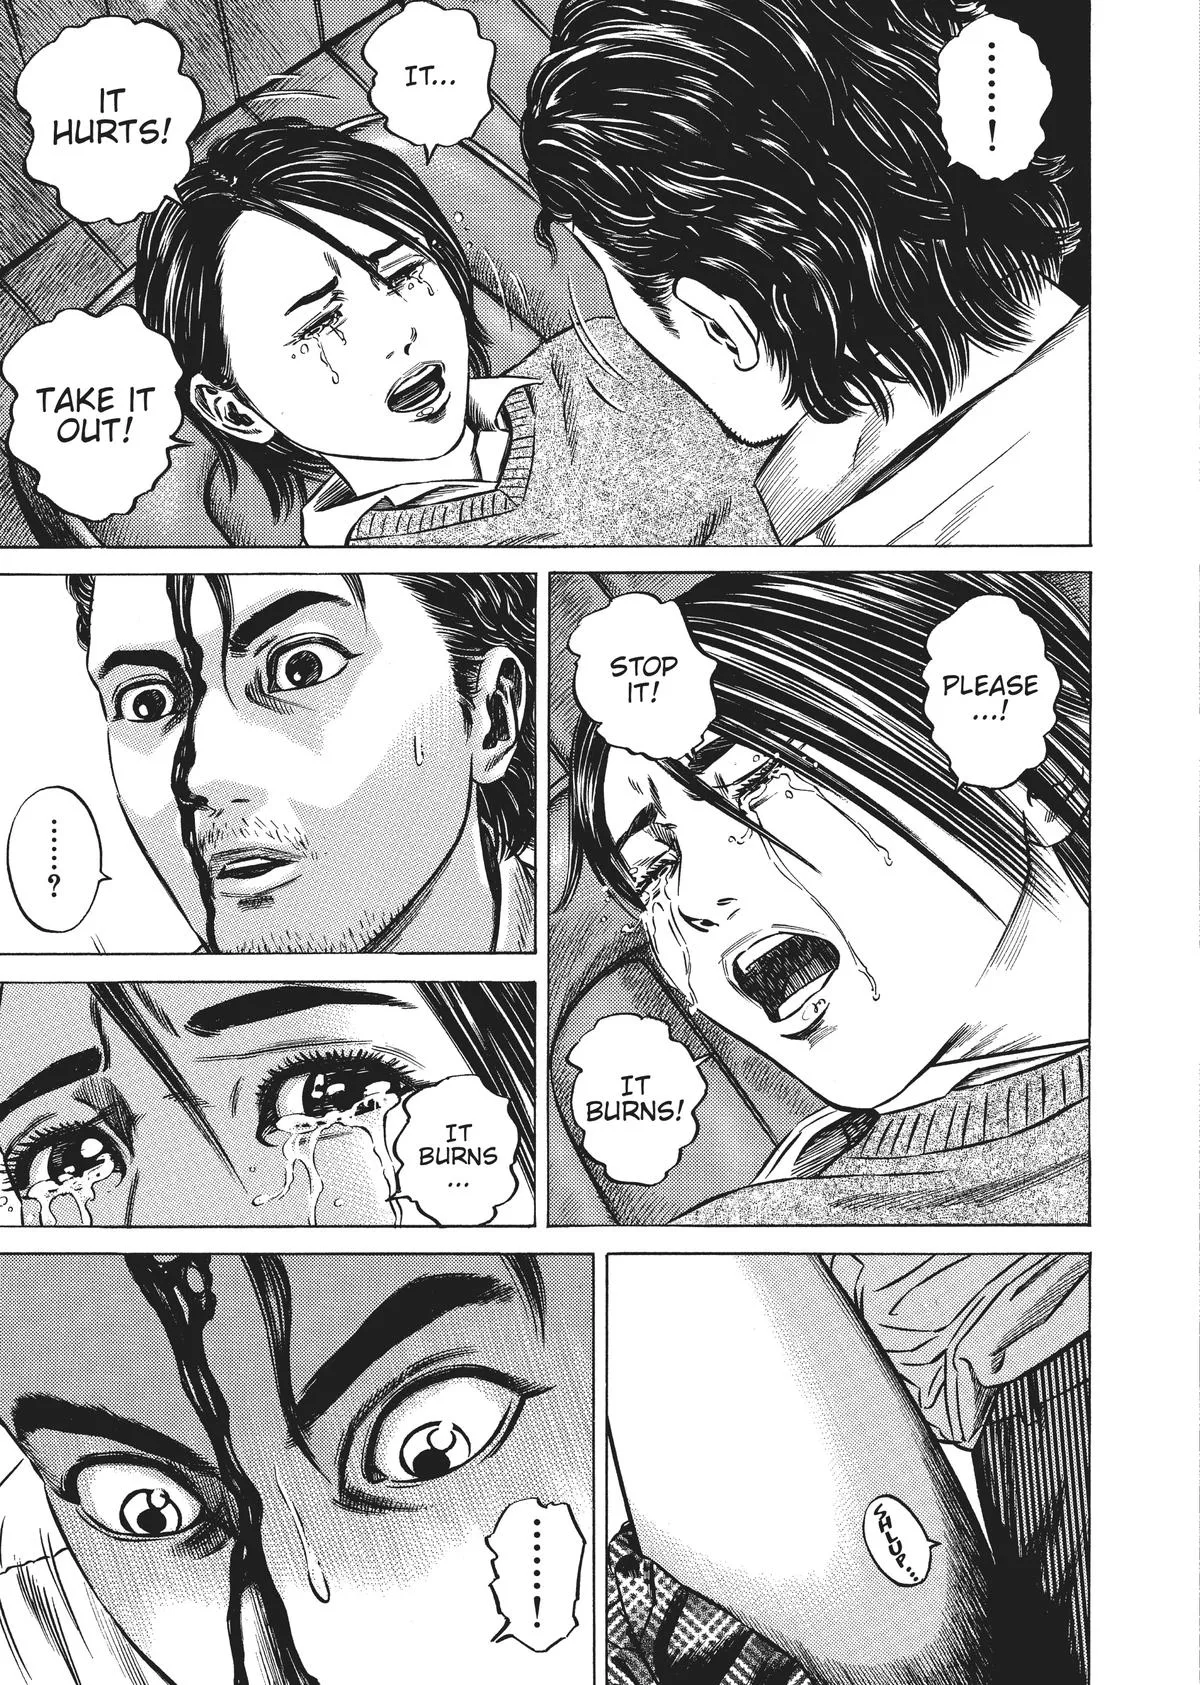 ......!
IT...
IT
HURTS!
TAKE IT
OUT!
PLEASE
...!
STOP
IT!
IT
BURNS!
......?
IT
BURNS
...
SHLUP...
......!